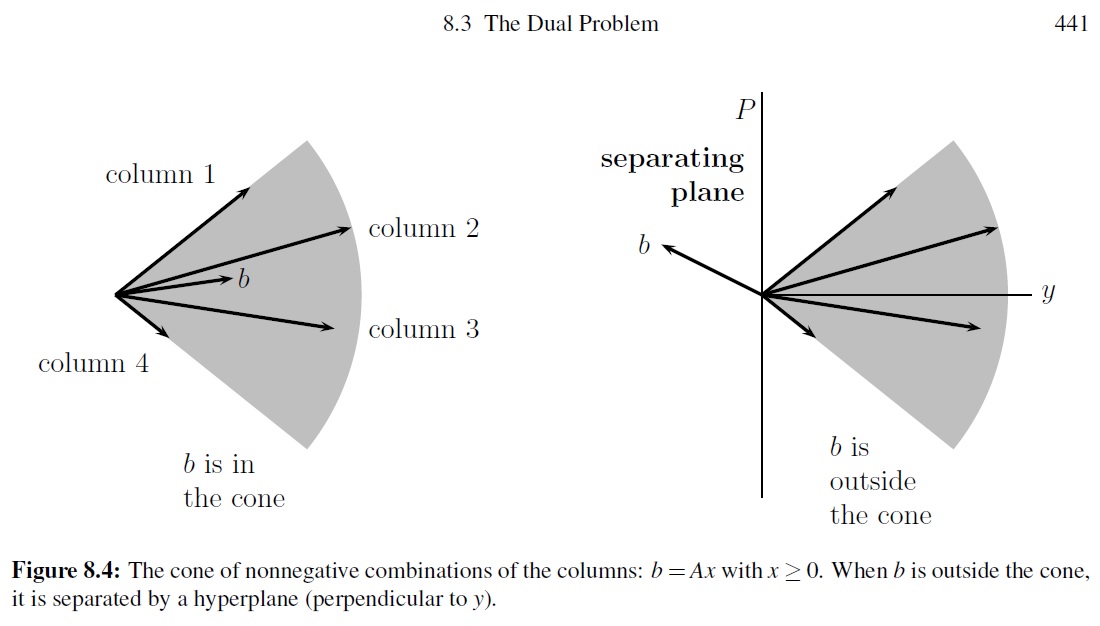 8.3 The Dual Problem 441
column 1
column 2
b
column 3
column 4
b is in
the cone
P
separating
plane
b
y
b is
outside
the cone
Figure 8.4: The cone of nonnegative combinations of the columns: b = Ax with x ≥ 0. When b is outside the cone,
it is separated by a hyperplane (perpendicular to y).